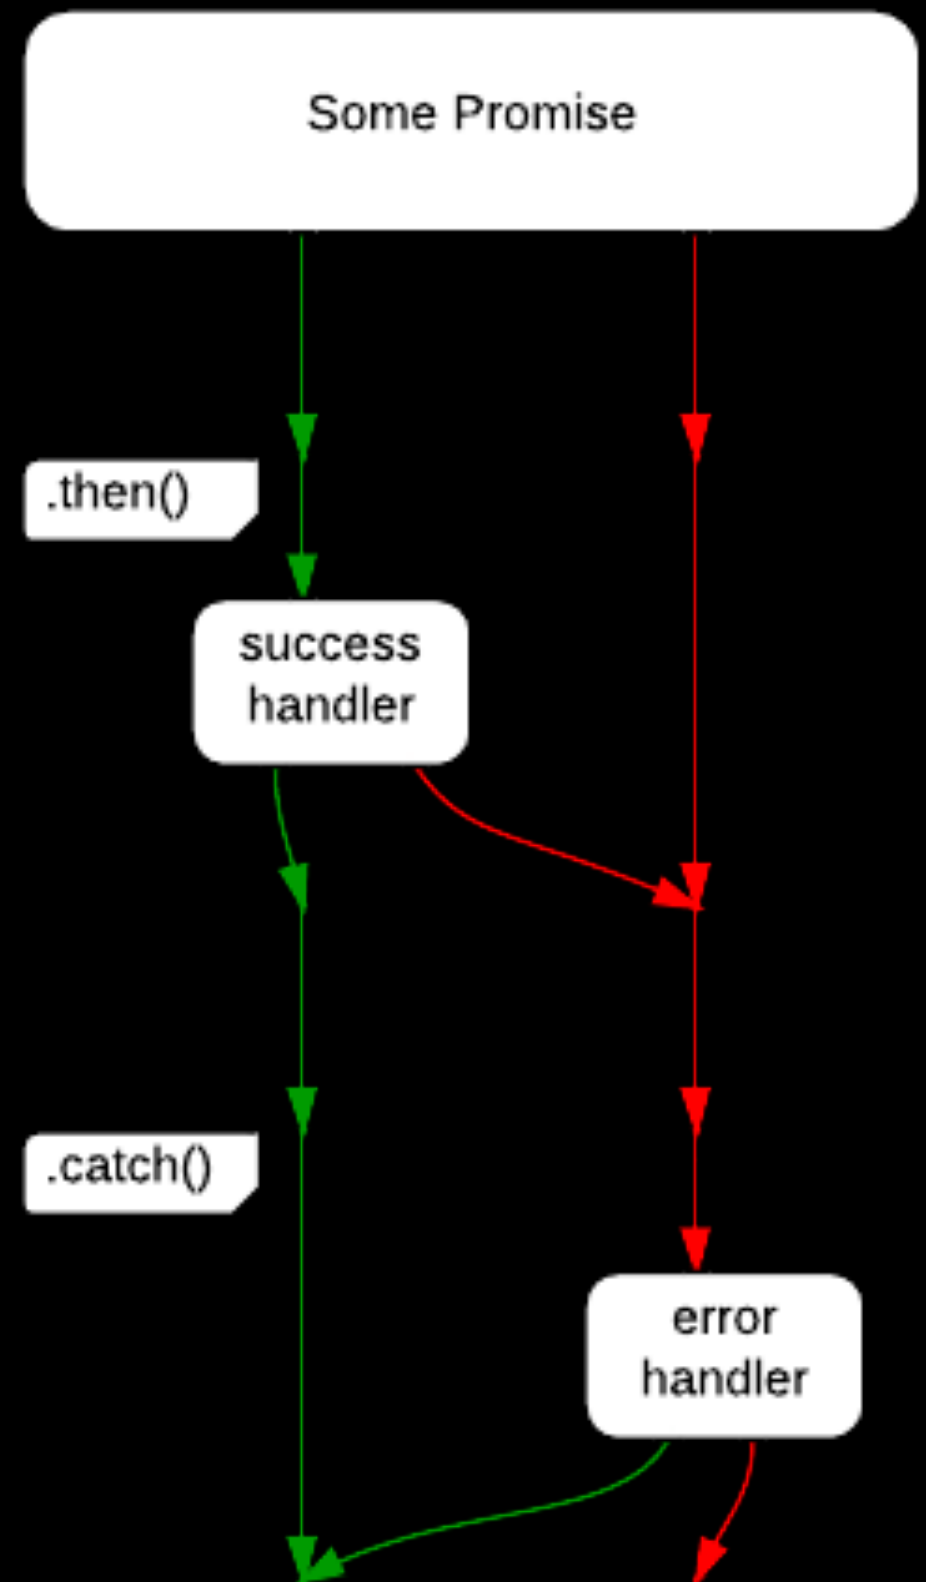 Some Promise
.then()
success
handler
.catch()
error
handler